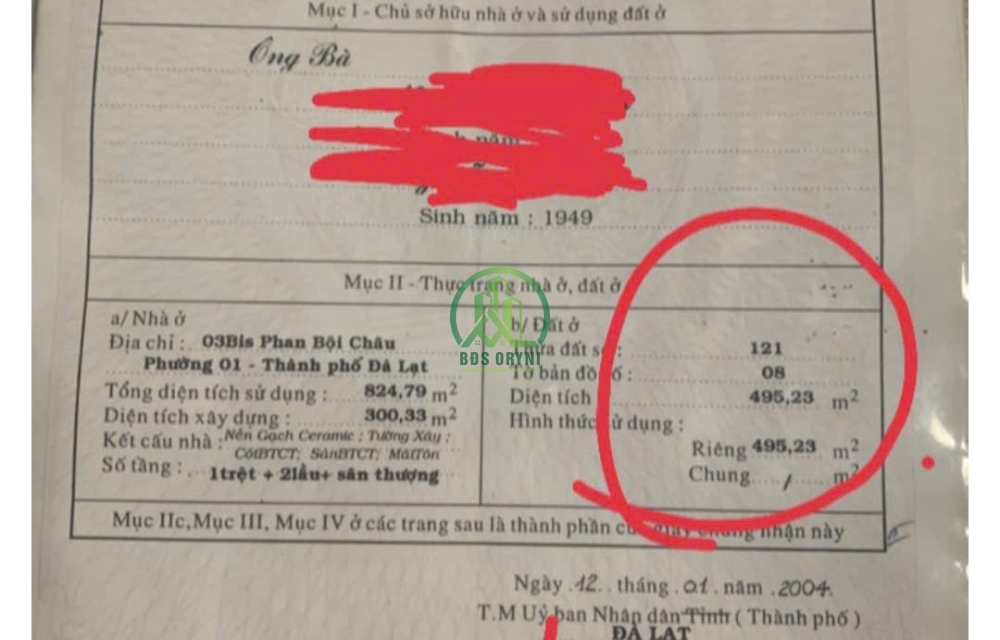 Mục I - Chủ sở hữu nhà ở và sử dụng đất ở
Ông Bà
năm
Sinh năm : 1949
Mục II - Thực trạng nhà ở, đất ở
a/ Nhà ở
Địa chỉ : 03Bis Phan Bội Châu
Phường 01 - Thành phố Đà Lạt
Tổng diện tích sử dụng : 824,79 m²
Diện tích xây dựng : 300,33 m²
Kết cấu nhà : Nền Gạch Ceramic ; Tường Xây ;
CộtBTCT; SànBTCT; MáiTôn
Số tầng : 1trệt + 2lầu+ sân thượng
b/ Đất ở
Thửa đất số : 121
Tờ bản đồ số : 08
Diện tích 495,23 m²
Hình thức sử dụng :
Riêng 495,23 m²
Chung / m²
BĐS ORYNI
Mục IIc,Mục III, Mục IV ở các trang sau là thành phần của giấy chứng nhận này
Ngày 12 tháng 01 năm 2004
T.M Uỷ ban Nhân dân Tỉnh ( Thành phố )
ĐÀ LẠT